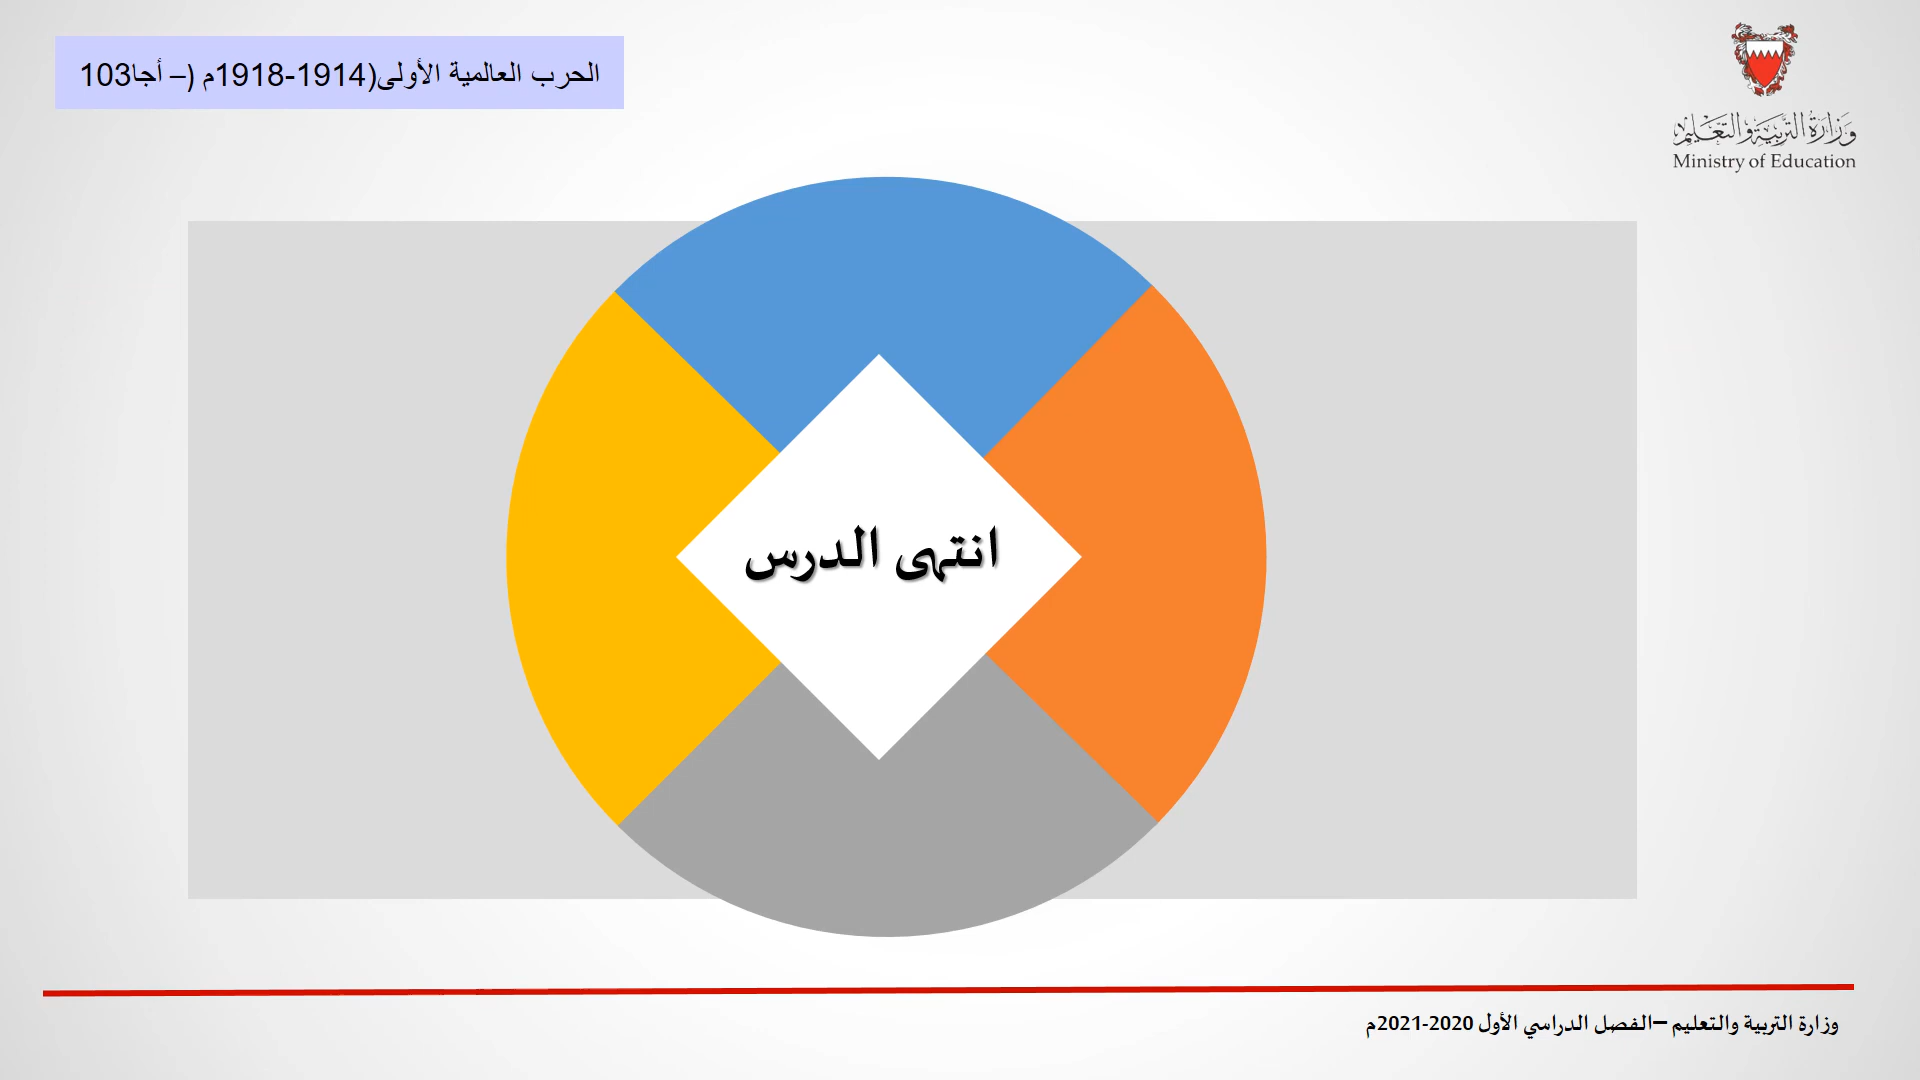 الحرب العالمية الأولى(1914-1918م (– أجا103
وزارة التربية والتعليم
Ministry of Education
انتهى الدرس
وزارة التربية والتعليم –الفصل الدراسي الأول 2020-2021م